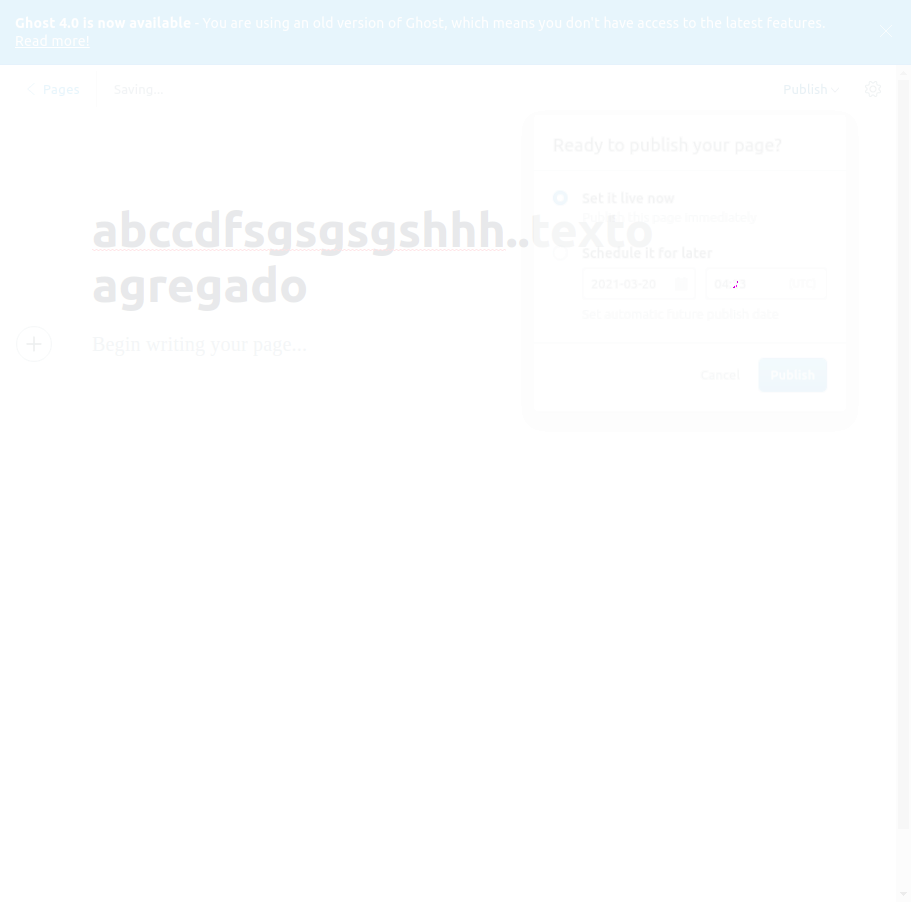 Ghost 4.0 is now available - You are using an old version of Ghost, which means you don't have access to the latest features.
Read more!
Pages
Saving...
Publish
Ready to publish your page?
Set it live now
Publish this page immediately
abccdfsgsgsgshhh..texto
agregado
Schedule it for later
2021-03-20
(UTC)
Set automatic future publish date
Begin writing your page...
Cancel
Publish